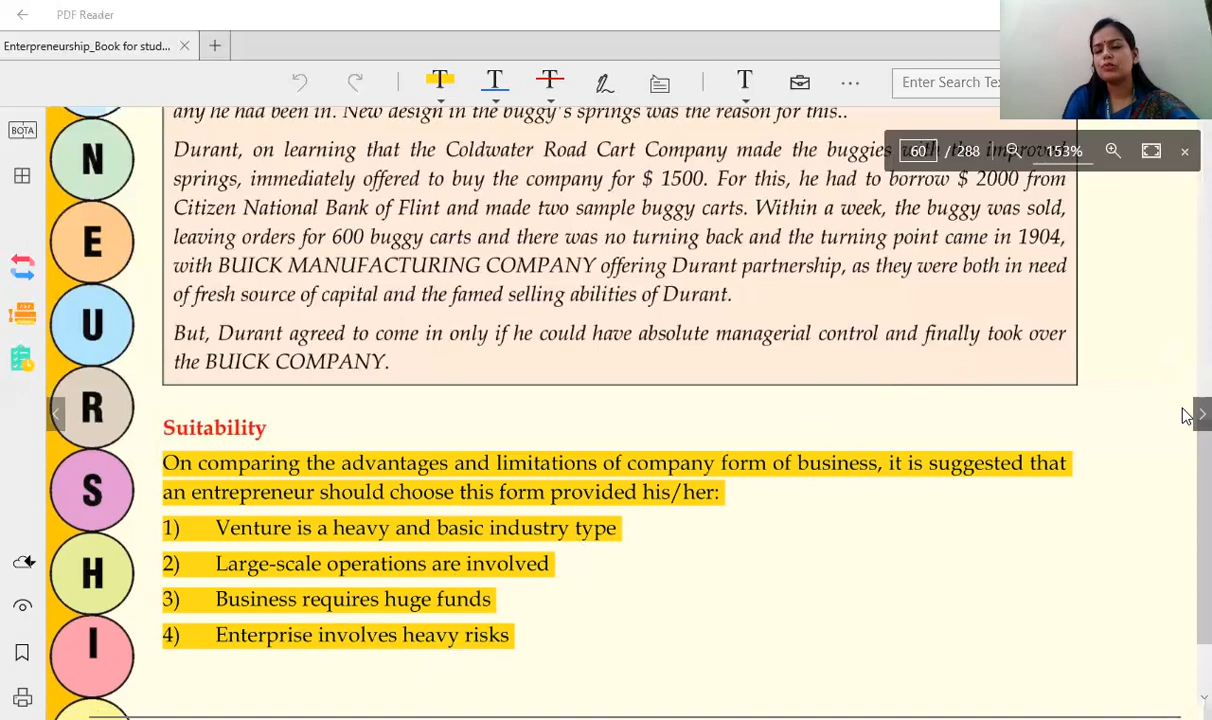 PDF Reader
Enterpreneurship_Book for stud...
T
T
T
T
Enter Search Tex
60 / 288
153%
BOTA
N
E
U
R
S
H
I
any he had been in. New design in the buggy's springs was the reason for this..
Durant, on learning that the Coldwater Road Cart Company made the buggies with the improved
springs, immediately offered to buy the company for $ 1500. For this, he had to borrow $ 2000 from
Citizen National Bank of Flint and made two sample buggy carts. Within a week, the buggy was sold,
leaving orders for 600 buggy carts and there was no turning back and the turning point came in 1904,
with BUICK MANUFACTURING COMPANY offering Durant partnership, as they were both in need
of fresh source of capital and the famed selling abilities of Durant.
But, Durant agreed to come in only if he could have absolute managerial control and finally took over
the BUICK COMPANY.
Suitability
On comparing the advantages and limitations of company form of business, it is suggested that
an entrepreneur should choose this form provided his/her:
1) Venture is a heavy and basic industry type
2) Large-scale operations are involved
3) Business requires huge funds
4) Enterprise involves heavy risks